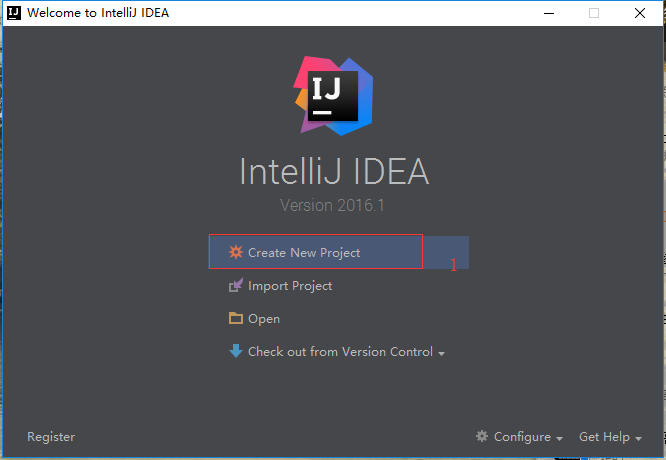 Welcome to IntelliJ IDEA
IJ
IntelliJ IDEA
Version 2016.1
Create New Project
1
Import Project
Open
Check out from Version Control
Register
Configure
Get Help